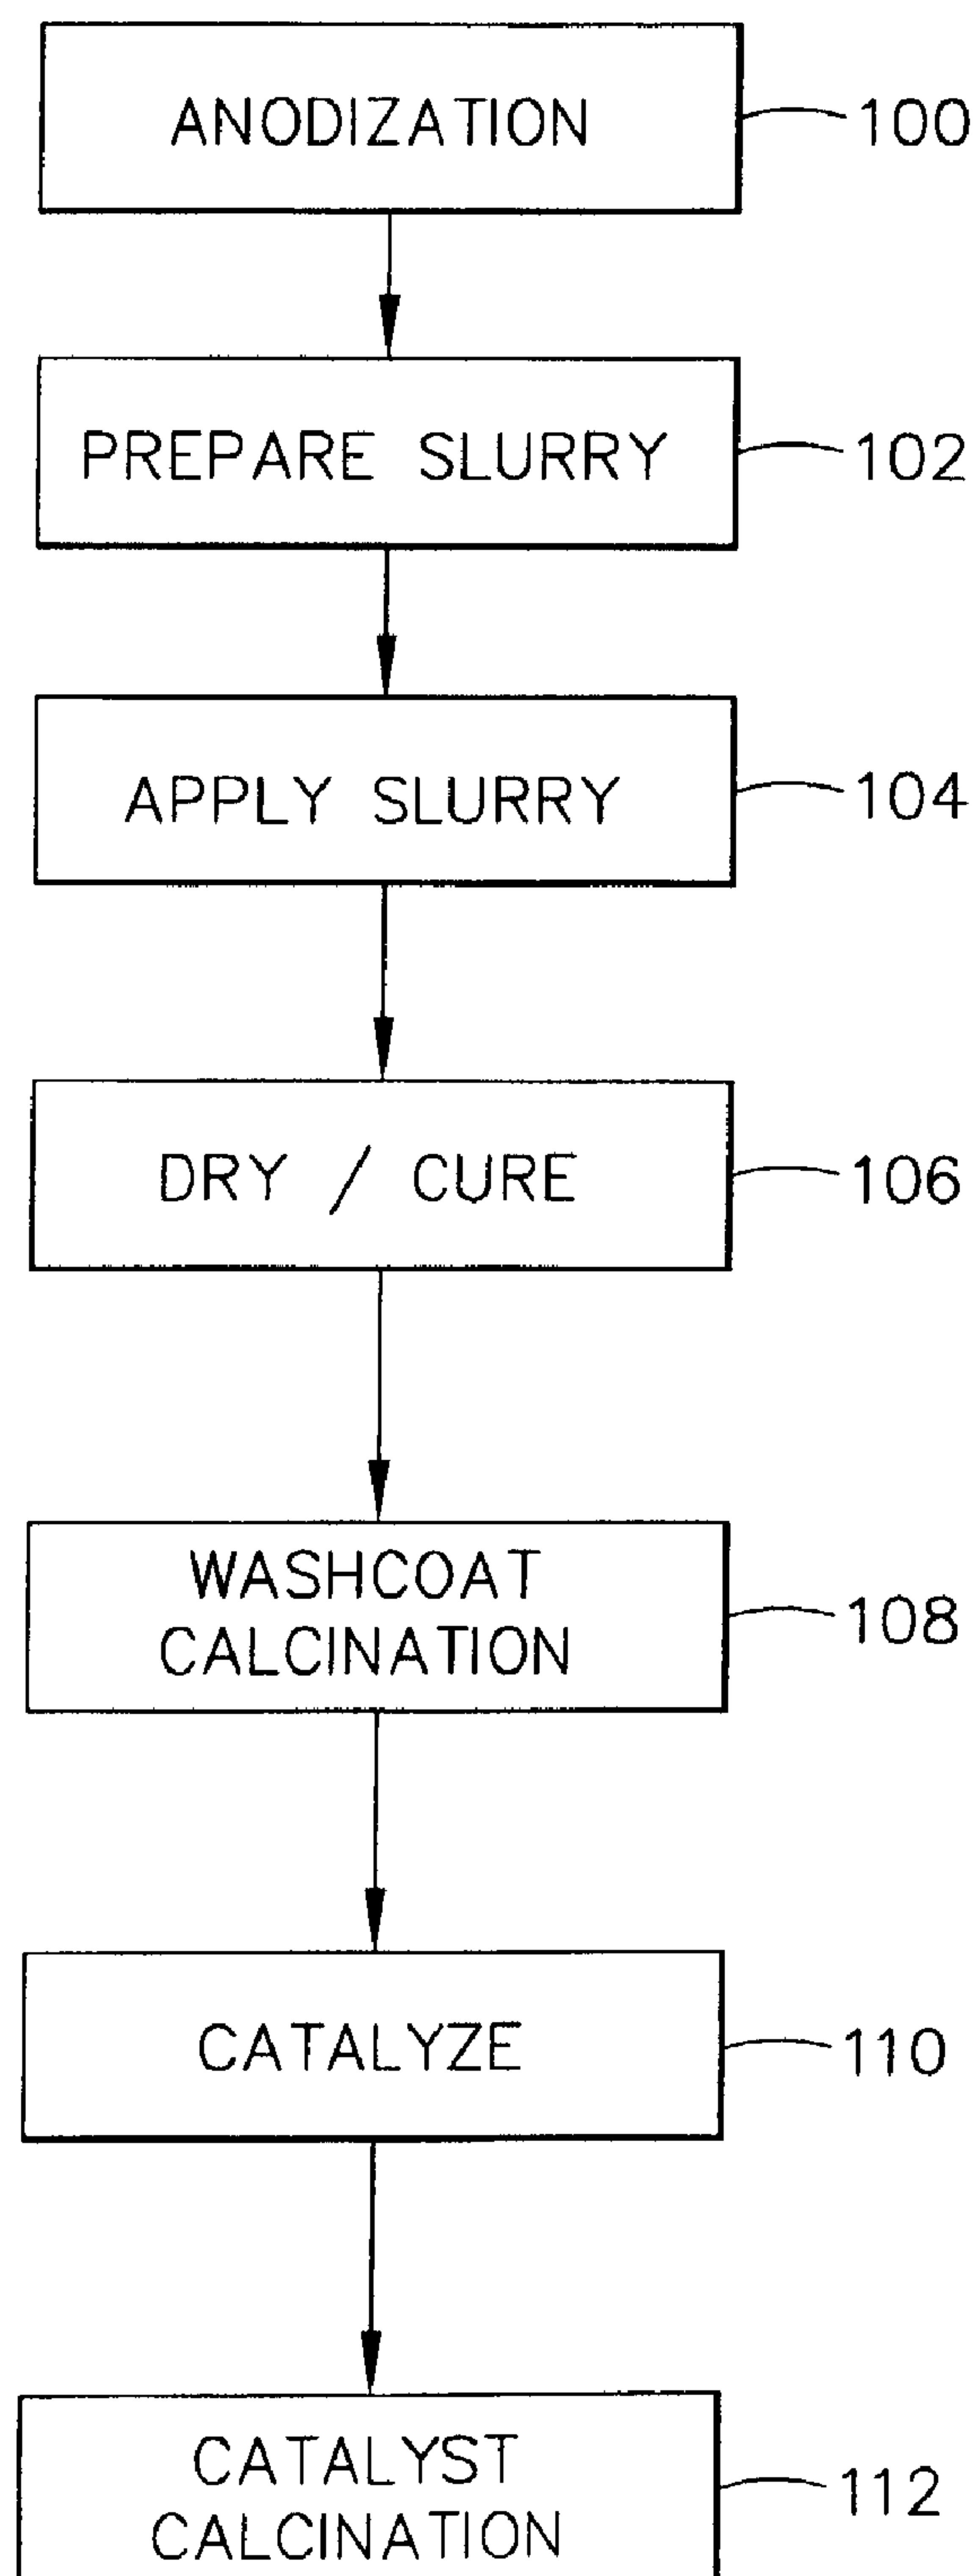 ANODIZATION
100
PREPARE SLURRY
102
APPLY SLURRY
104
DRY / CURE
106
WASHCOAT
CALCINATION
108
CATALYZE
110
CATALYST
CALCINATION
112